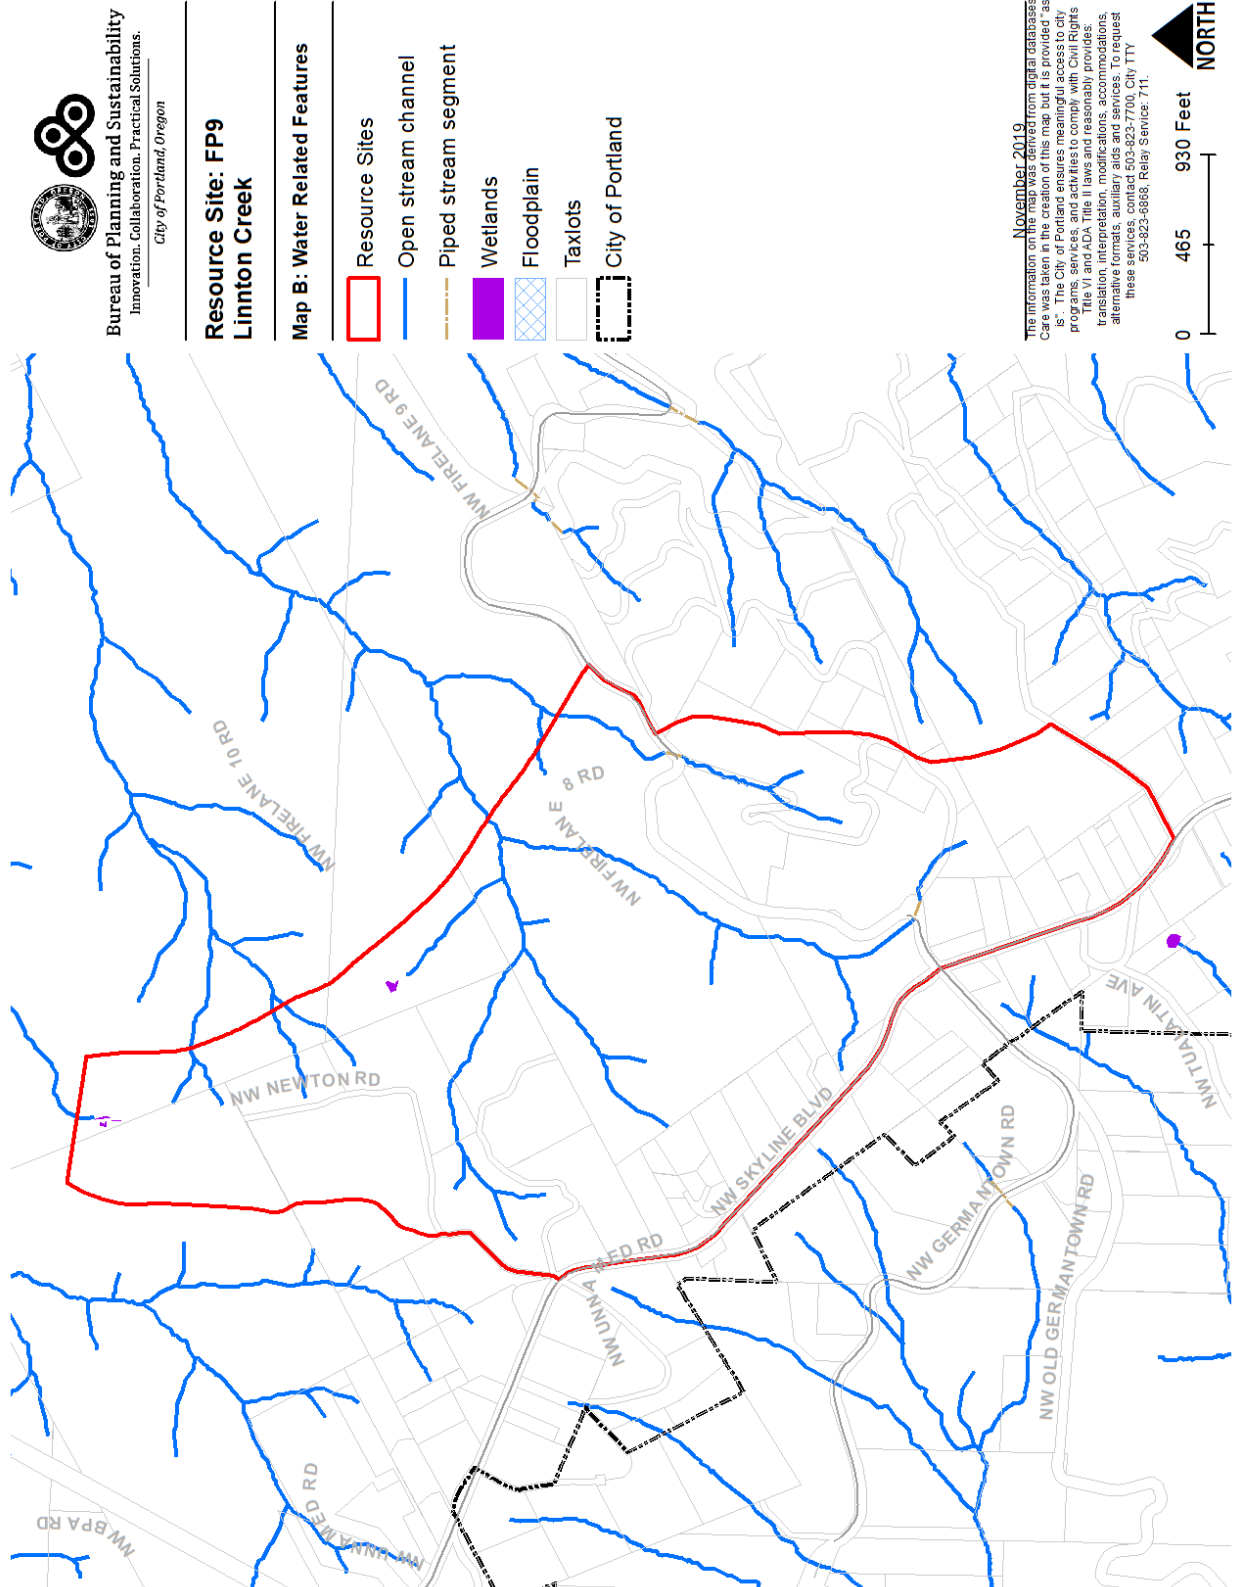 Bureau of Planning and Sustainability
Innovation. Collaboration. Practical Solutions.
City of Portland, Oregon
Resource Site: FP9
Linnton Creek
Map B: Water Related Features
Resource Sites
Open stream channel
Piped stream segment
Wetlands
Floodplain
Taxlots
City of Portland
November 2019
The information on the map was derived from digital databases
Care was taken in the creation of this map but it is provided "as
is". The City of Portland ensures meaningful access to city
programs, services, and activities to comply with Civil Rights
Title VI and ADA Title II laws and reasonably provides:
translation, interpretation, modifications, accommodations,
alternative formats, auxiliary aids and services. To request
these services, contact 503-823-7700, City TTY
503-823-6868, Relay Service: 711.
0 465 930 Feet
NORTH
NW FIRELANE 9 RD
NW FIRELANE 10 RD
NW FIRELAN E 8 RD
NW NEWTON RD
NW SKYLINE BLVD
NW UNNAMED RD
NW GERMANTOWN RD
NW OLD GERMANTOWN RD
NW TUALATIN AVE
NW BPA RD
NW UNNAMED RD